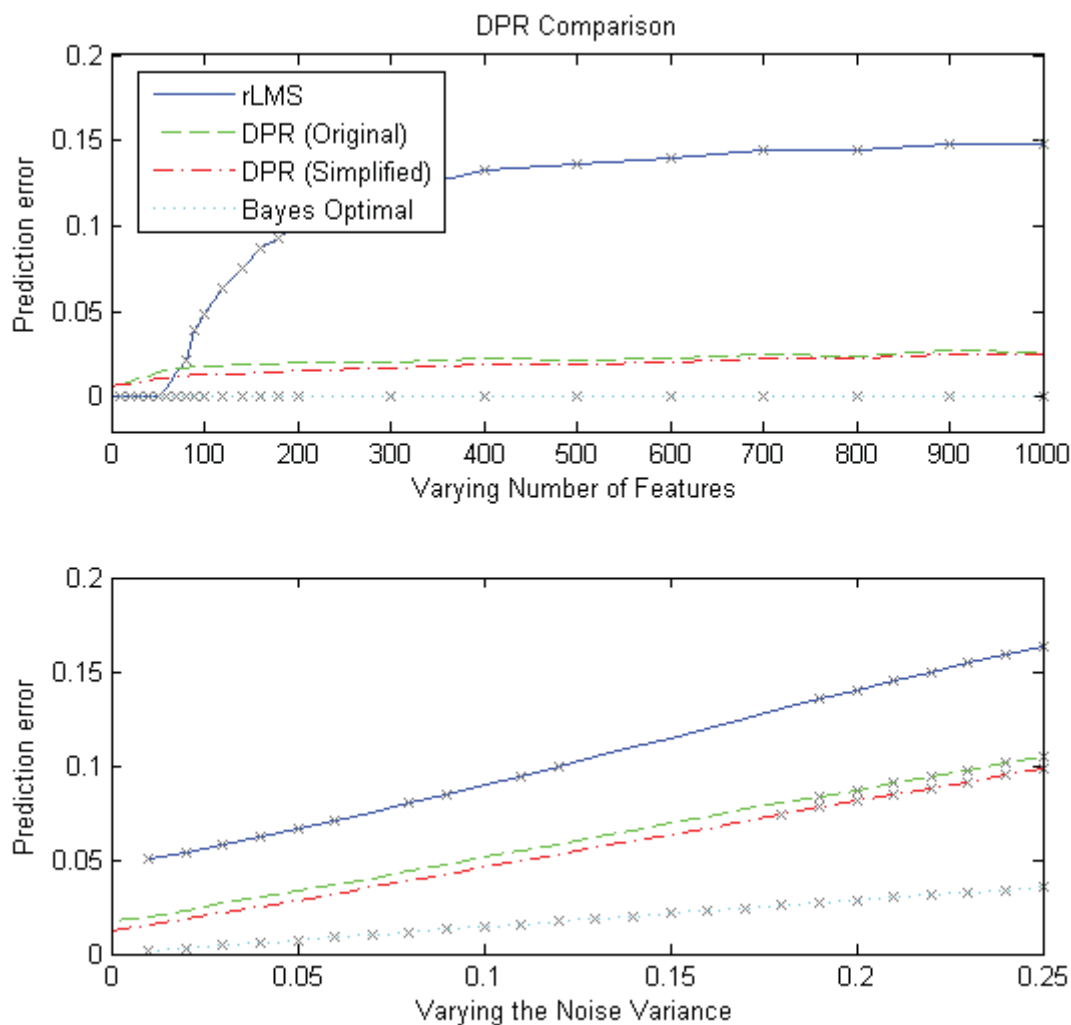 DPR Comparison
0.2
0.15
0.1
0.05
0
Prediction error
rLMS
DPR (Original)
DPR (Simplified)
Bayes Optimal
0 100 200 300 400 500 600 700 800 900 1000
Varying Number of Features
0.2
0.15
0.1
0.05
0
Prediction error
0 0.05 0.1 0.15 0.2 0.25
Varying the Noise Variance